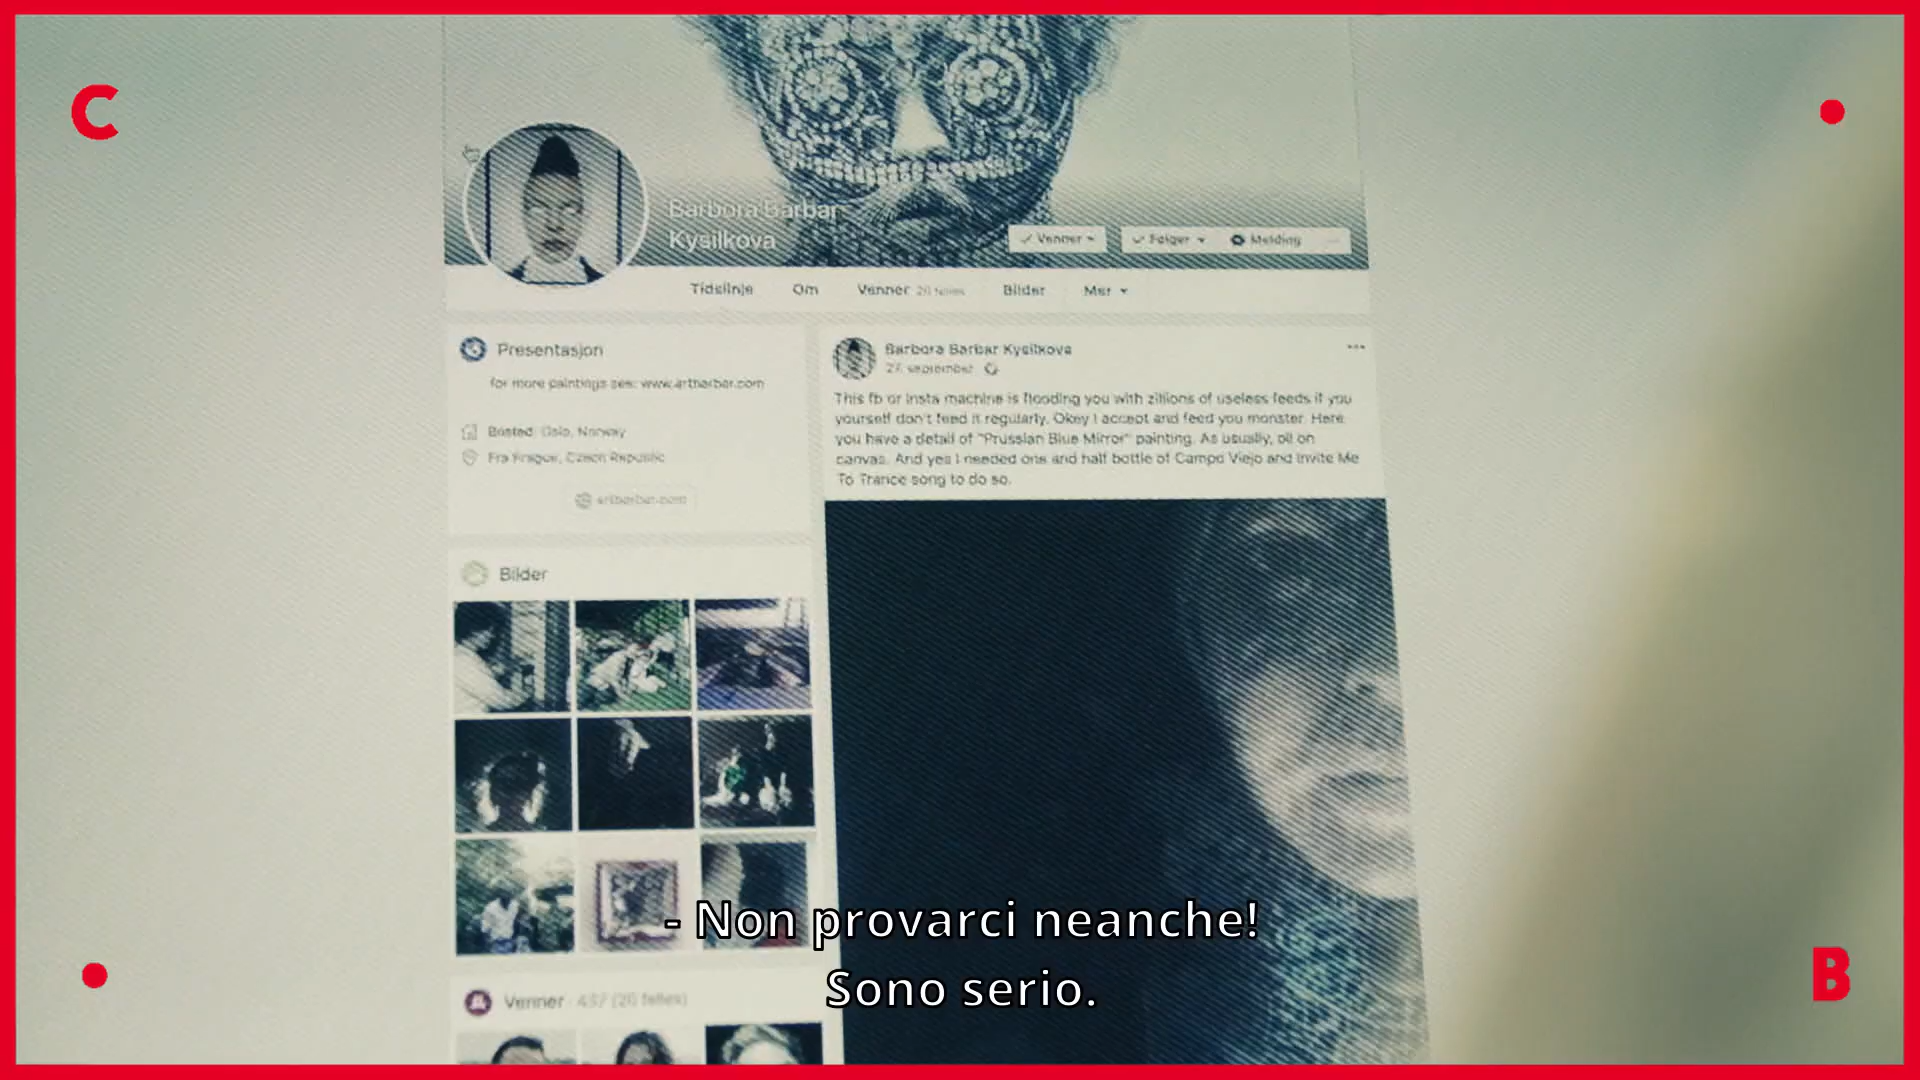 C
Barbora Barbar
Kysilkova
Venner
Følger
Melding
Tidslinje
Om
Venner 20 felles
Bilder
Mer
Presentasjon
for more paintings see: www.artbarbar.com
Bosted: Oslo, Norway
Fra Prague, Czech Republic
artbarbar.com
Bilder
Venner · 437 (20 felles)
Barbora Barbar Kysilkova
27. september
This fb or insta machine is flooding you with zillions of useless feeds if you
yourself don't feed it regularly. Okey I accept and feed you monster. Here
you have a detail of "Prussian Blue Mirror" painting. As usually, oil on
canvas. And yes I needed one and half bottle of Campo Viejo and Invite Me
To Trance song to do so.
- Non provarci neanche!
Sono serio.
B